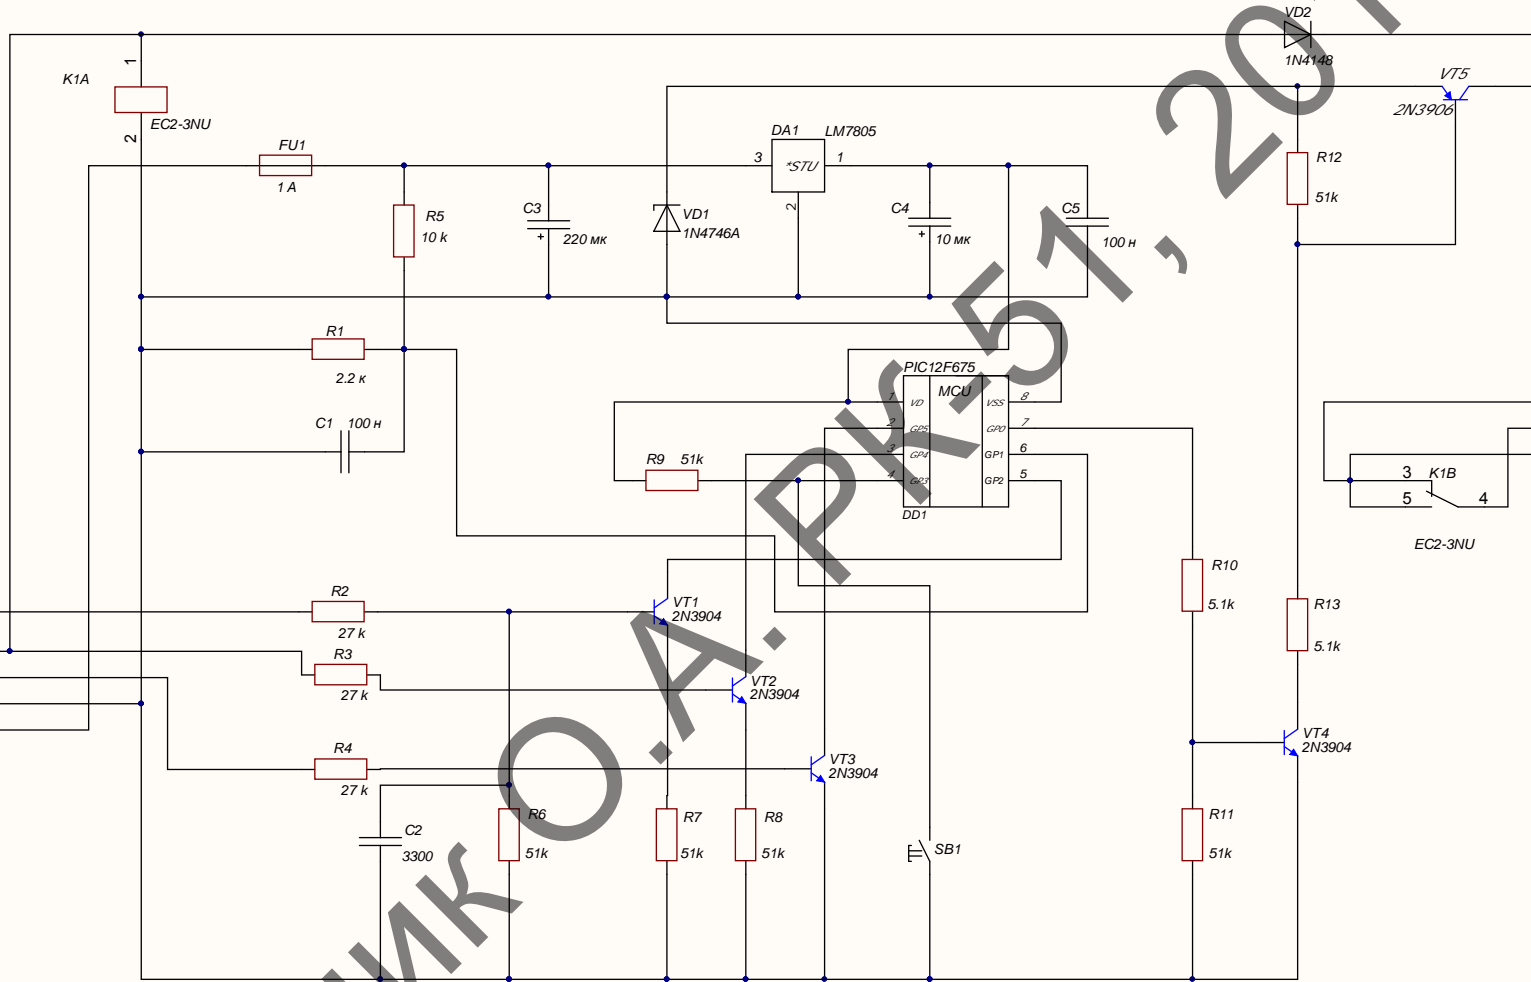 VD2
1N4148
1
K1A
EC2-3NU
2
VT5
2N3906
FU1
1 A
DA1 LM7805
3 *STU 1
2
R12
51k
R5
10 k
C3
220 мк
VD1
1N4746A
C4
10 мк
C5
100 н
R1
2.2 к
C1 100 н
PIC12F675
MCU
1 VD VSS 8
2 GP5 GP0 7
3 GP4 GP1 6
4 GP3 GP2 5
DD1
R9 51k
3 K1B
5 4
EC2-3NU
R10
5.1k
R2
27 k
VT1
2N3904
R13
5.1k
R3
27 k
VT2
2N3904
R4
27 k
VT3
2N3904
VT4
2N3904
C2
3300
R6
51k
R7
51k
R8
51k
SB1
R11
51k
ик О.А. РК-51, 201